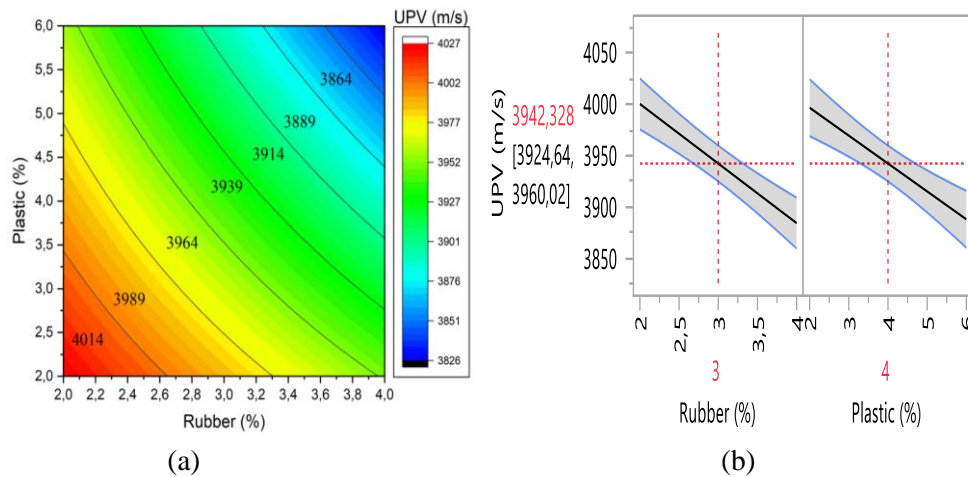 (a)
UPV (m/s)
6,0
5,5
5,0
4,5
4,0
3,5
3,0
2,5
2,0
Plastic (%)
3864
3889
3914
3939
3964
3989
4014
2,0 2,2 2,4 2,6 2,8 3,0 3,2 3,4 3,6 3,8 4,0
Rubber (%)
4027
4002
3977
3952
3927
3901
3876
3851
3826
(a)
UPV (m/s)
3942,328
[3924,64,
3960,02]
4050
4000
3950
3900
3850
2 2,5 3 3,5 4
3
Rubber (%)
2 3 4 5 6
4
Plastic (%)
(b)